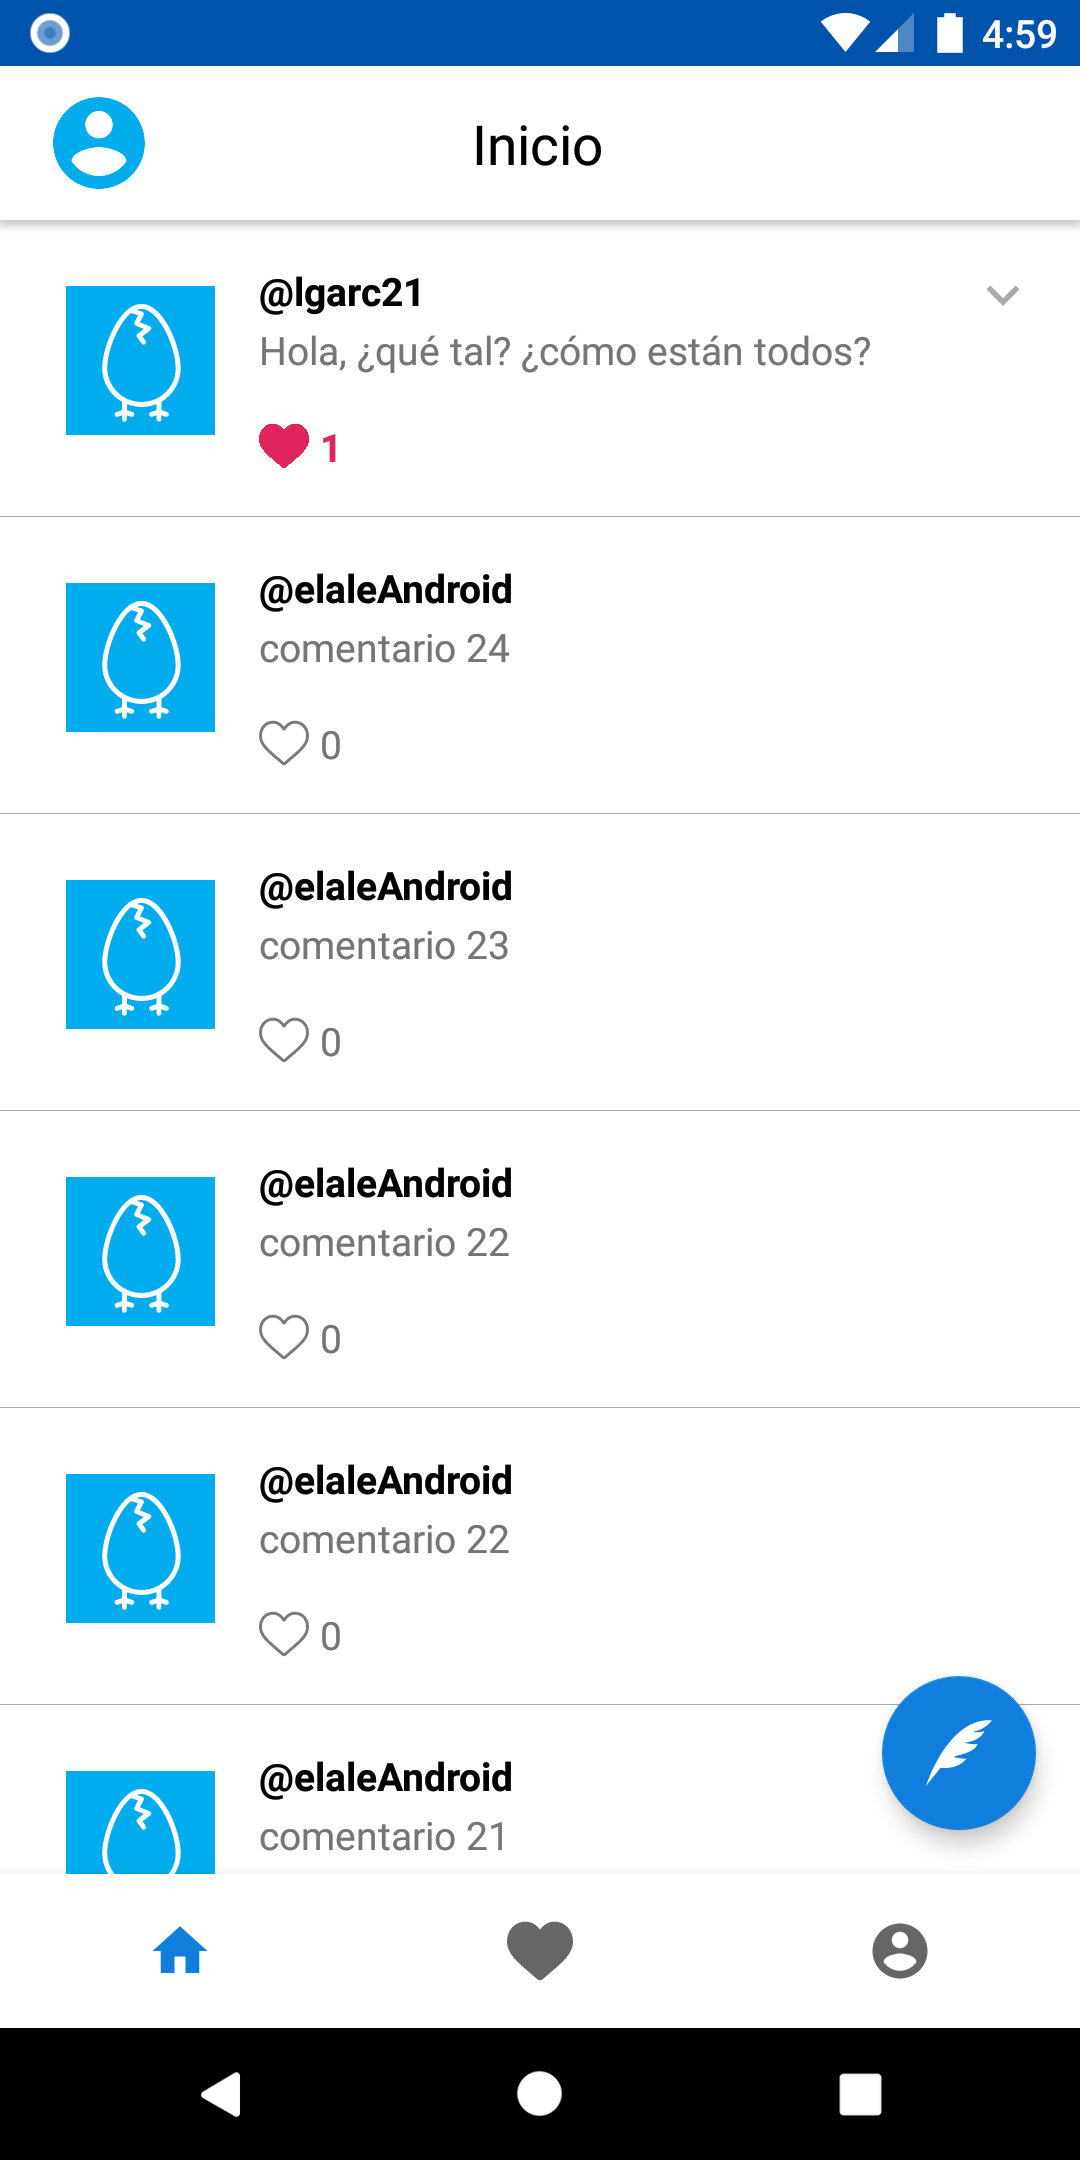 4:59
Inicio
@lgarc21
Hola, ¿qué tal? ¿cómo están todos?
1
@elaleAndroid
comentario 24
0
@elaleAndroid
comentario 23
0
@elaleAndroid
comentario 22
0
@elaleAndroid
comentario 22
0
@elaleAndroid
comentario 21